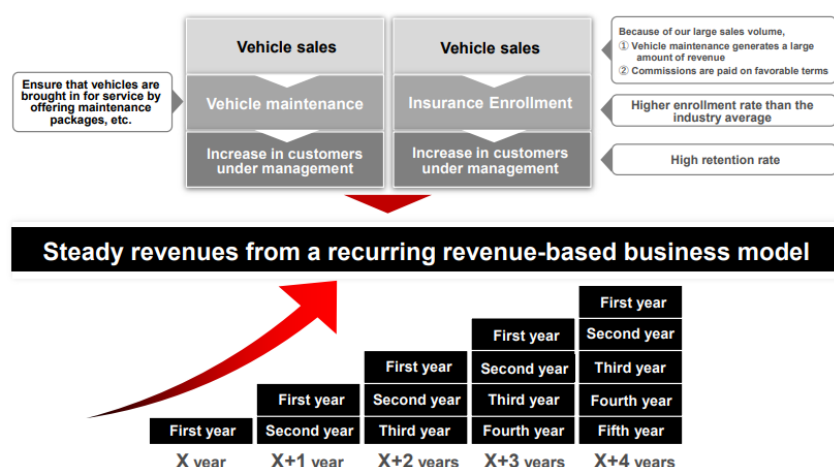 Vehicle sales
Vehicle sales
Because of our large sales volume,
① Vehicle maintenance generates a large
amount of revenue
② Commissions are paid on favorable terms
Ensure that vehicles are
brought in for service by
offering maintenance
packages, etc.
Vehicle maintenance
Insurance Enrollment
Higher enrollment rate than the
industry average
Increase in customers
under management
Increase in customers
under management
High retention rate
Steady revenues from a recurring revenue-based business model
First year
First year
Second year
First year
Second year
Third year
First year
Second year
Third year
Fourth year
First year
Second year
Third year
Fourth year
Fifth year
X year
X+1 year
X+2 years
X+3 years
X+4 years